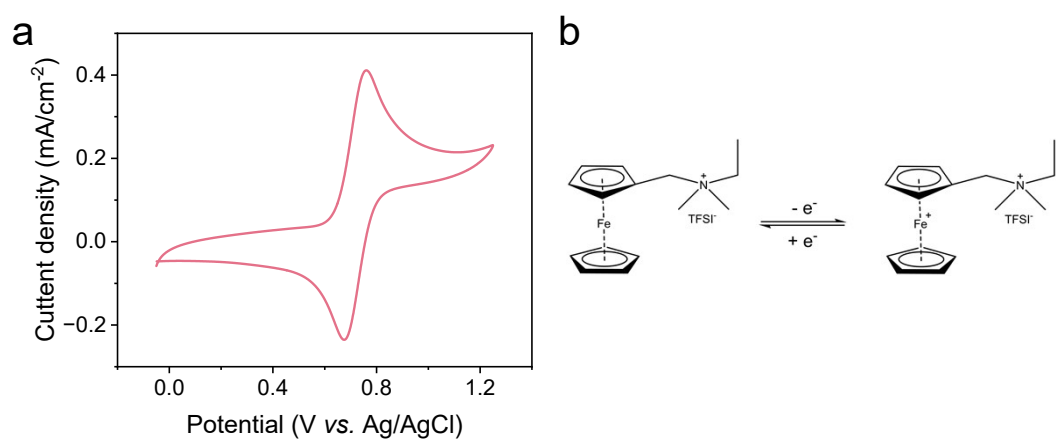 a
Cuttent density (mA/cm-2)
0.4
0.2
0.0
−0.2
0.0
0.4
0.8
1.2
Potential (V vs. Ag/AgCl)
b
+
N
TFSI-
Fe
- e-
+ e-
+
N
TFSI-
Fe+